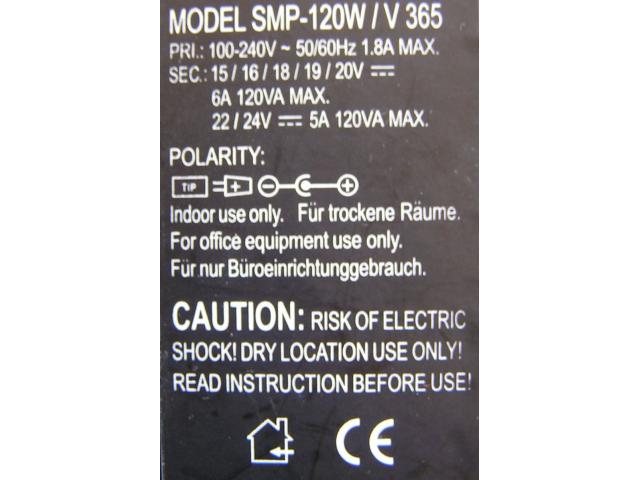 MODEL SMP-120W / V 365
PRI.: 100-240V ~ 50/60Hz 1.8A MAX.
SEC.: 15 / 16 / 18 / 19 / 20V ⎓
6A 120VA MAX.
22 / 24V ⎓ 5A 120VA MAX.
POLARITY:
TIP
Indoor use only. Für trockene Räume.
For office equipment use only.
Für nur Büroeinrichtunggebrauch.
CAUTION: RISK OF ELECTRIC
SHOCK! DRY LOCATION USE ONLY!
READ INSTRUCTION BEFORE USE!
CE